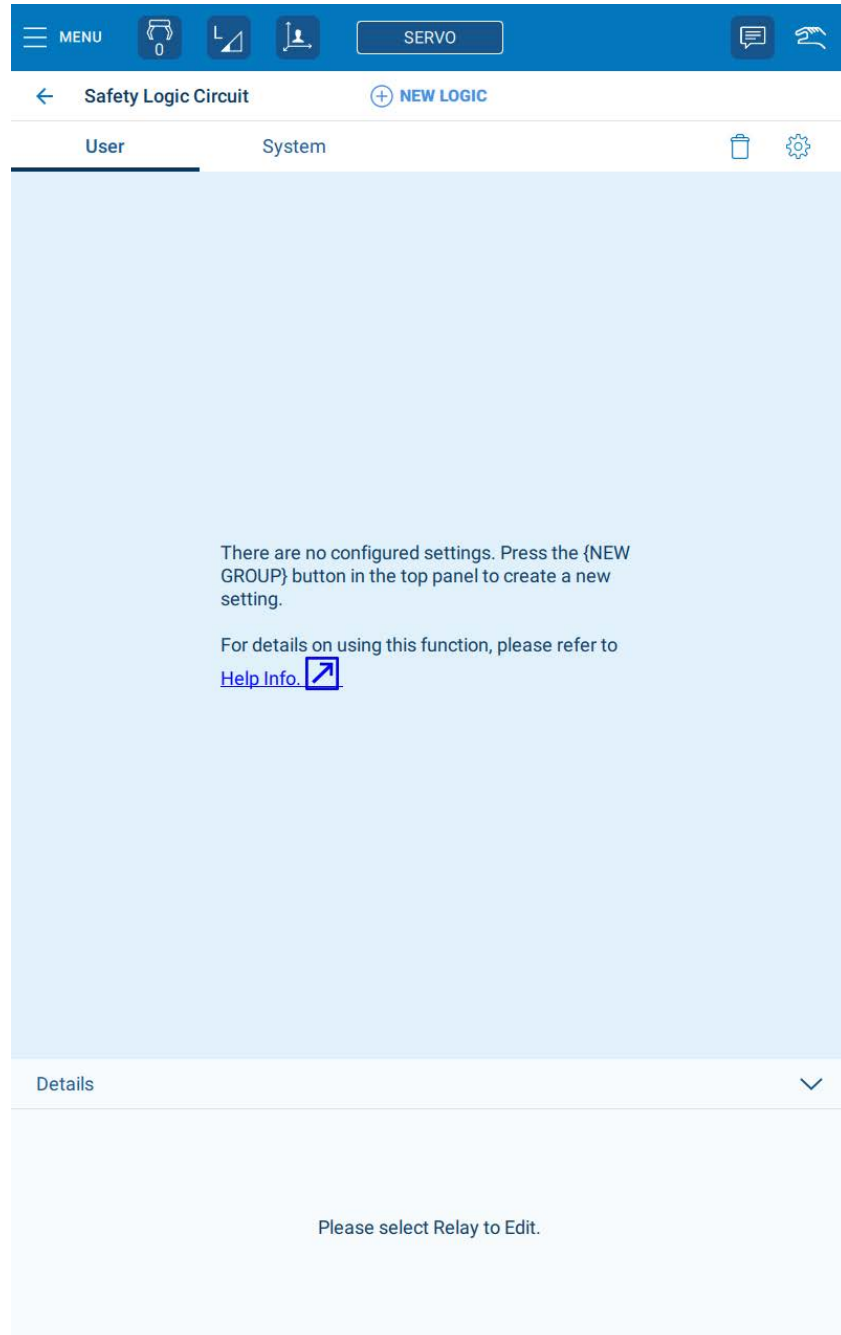 MENU
0
L
SERVO
Safety Logic Circuit
NEW LOGIC
User
System
There are no configured settings. Press the {NEW
GROUP} button in the top panel to create a new
setting.
For details on using this function, please refer to
Help Info.
Details
Please select Relay to Edit.